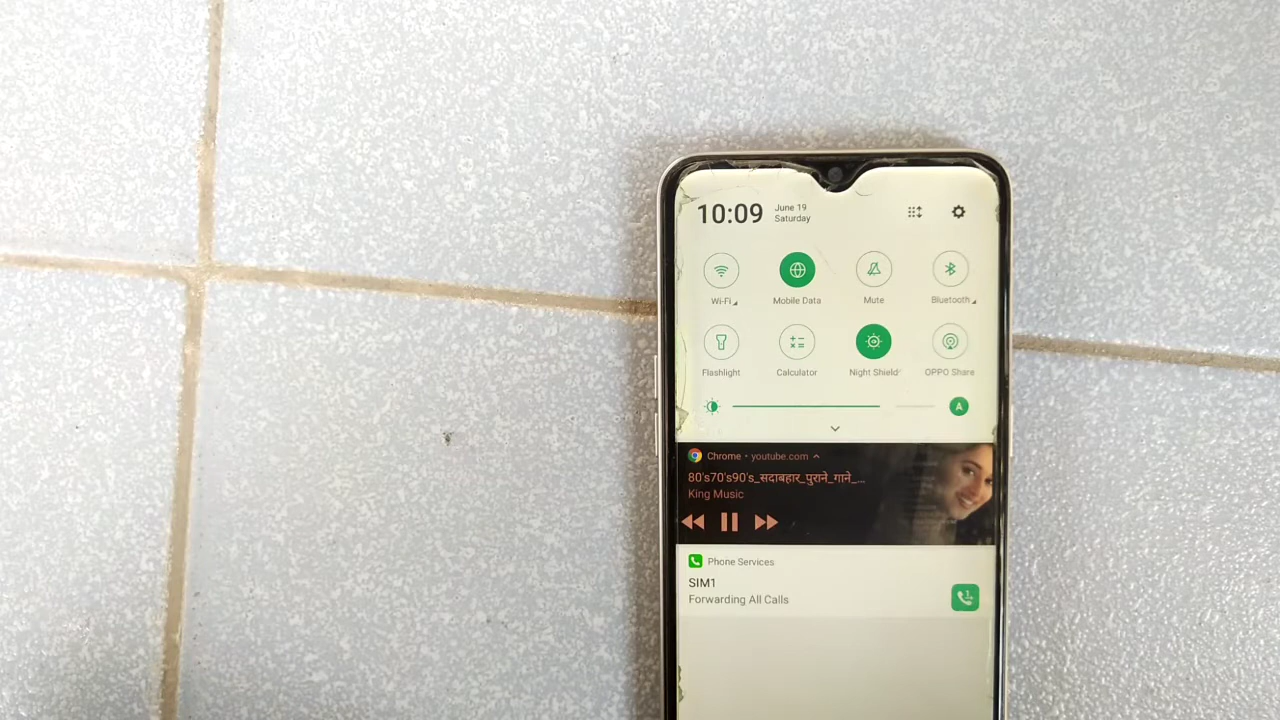 10:09
June 19
Saturday
Wi-Fi
Mobile Data
Mute
Bluetooth
Flashlight
Calculator
Night Shield
OPPO Share
A
Chrome • youtube.com
80's70's90's_सदाबहार_पुराने_गाने_...
King Music
Phone Services
SIM1
Forwarding All Calls
1